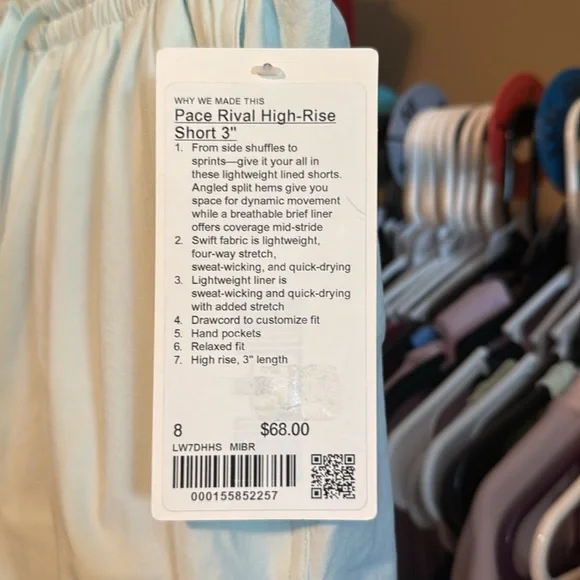 WHY WE MADE THIS
Pace Rival High-Rise
Short 3"
1. From side shuffles to
sprints—give it your all in
these lightweight lined shorts.
Angled split hems give you
space for dynamic movement
while a breathable brief liner
offers coverage mid-stride
2. Swift fabric is lightweight,
four-way stretch,
sweat-wicking, and quick-drying
3. Lightweight liner is
sweat-wicking and quick-drying
with added stretch
4. Drawcord to customize fit
5. Hand pockets
6. Relaxed fit
7. High rise, 3" length
8 $68.00
LW7DHHS MIBR
000155852257